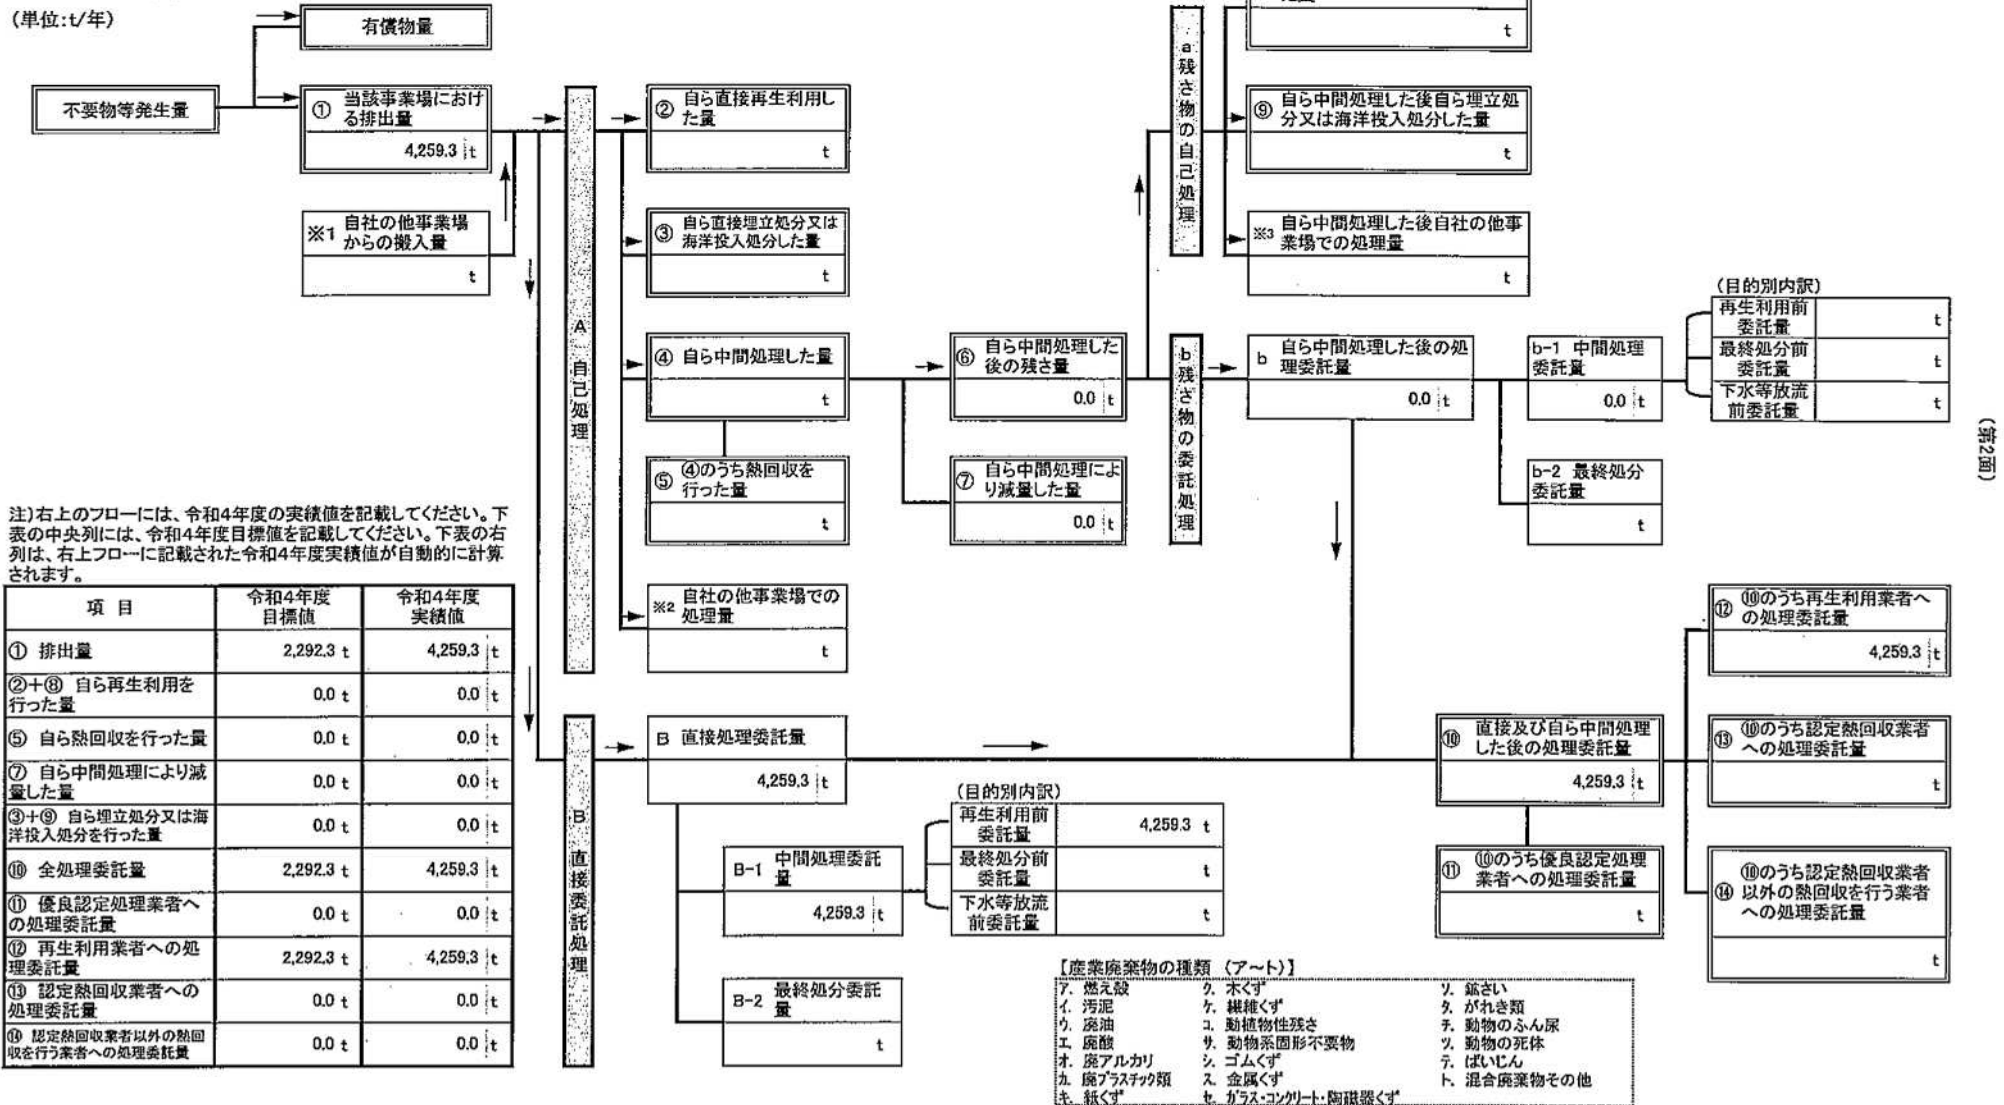 (単位:t/年)
有償物量
不要物等発生量
① 当該事業場におけ
る排出量
4,259.3 t
※1 自社の他事業場
からの搬入量
t
A 自己処理
② 自ら直接再生利用し
た量
t
③ 自ら直接埋立処分又は
海洋投入処分した量
t
④ 自ら中間処理した量
t
⑤ ④のうち熱回収を
行った量
t
※2 自社の他事業場での
処理量
t
⑥ 自ら中間処理した
後の残さ量
0.0 t
⑦ 自ら中間処理によ
り減量した量
0.0 t
a 残さ物の自己処理
t
⑨ 自ら中間処理した後自ら埋立処
分又は海洋投入処分した量
t
※3 自ら中間処理した後自社の他事
業場での処理量
t
b 残さ物の委託処理
b 自ら中間処理した後の処
理委託量
0.0 t
b-1 中間処理
委託量
0.0 t
b-2 最終処分
委託量
t
(目的別内訳)
再生利用前
委託量 t
最終処分前
委託量 t
下水等放流
前委託量 t
(第2面)
注)右上のフローには、令和4年度の実績値を記載してください。下
表の中央列には、令和4年度目標値を記載してください。下表の右
列は、右上フローに記載された令和4年度実績値が自動的に計算
されます。
項 目 令和4年度 目標値 令和4年度 実績値
① 排出量 2,292.3 t 4,259.3 t
②+⑧ 自ら再生利用を
行った量 0.0 t 0.0 t
⑤ 自ら熱回収を行った量 0.0 t 0.0 t
⑦ 自ら中間処理により減
量した量 0.0 t 0.0 t
③+⑨ 自ら埋立処分又は海
洋投入処分を行った量 0.0 t 0.0 t
⑩ 全処理委託量 2,292.3 t 4,259.3 t
⑪ 優良認定処理業者へ
の処理委託量 0.0 t 0.0 t
⑫ 再生利用業者への処
理委託量 2,292.3 t 4,259.3 t
⑬ 認定熱回収業者への
処理委託量 0.0 t 0.0 t
⑭ 認定熱回収業者以外の熱回
収を行う業者への処理委託量 0.0 t 0.0 t
B 直接委託処理
B 直接処理委託量
4,259.3 t
B-1 中間処理委託
量
4,259.3 t
B-2 最終処分委託
量
t
(目的別内訳)
再生利用前
委託量 4,259.3 t
最終処分前
委託量 t
下水等放流
前委託量 t
⑩ 直接及び自ら中間処理
した後の処理委託量
4,259.3 t
⑪ ⑩のうち優良認定処理
業者への処理委託量
t
⑫ ⑩のうち再生利用業者へ
の処理委託量
4,259.3 t
⑬ ⑩のうち認定熱回収業者
への処理委託量
t
⑭ ⑩のうち認定熱回収業者
以外の熱回収を行う業者
への処理委託量
t
【産業廃棄物の種類 (ア～ト)】
ア. 燃え殻 ク. 木くず ソ. 鉱さい
イ. 汚泥 ケ. 繊維くず タ. がれき類
ウ. 廃油 コ. 動植物性残さ チ. 動物のふん尿
エ. 廃酸 サ. 動物系固形不要物 ツ. 動物の死体
オ. 廃アルカリ シ. ゴムくず テ. ばいじん
カ. 廃プラスチック類 ス. 金属くず ト. 混合廃棄物その他
キ. 紙くず セ. ガラス・コンクリート・陶磁器くず